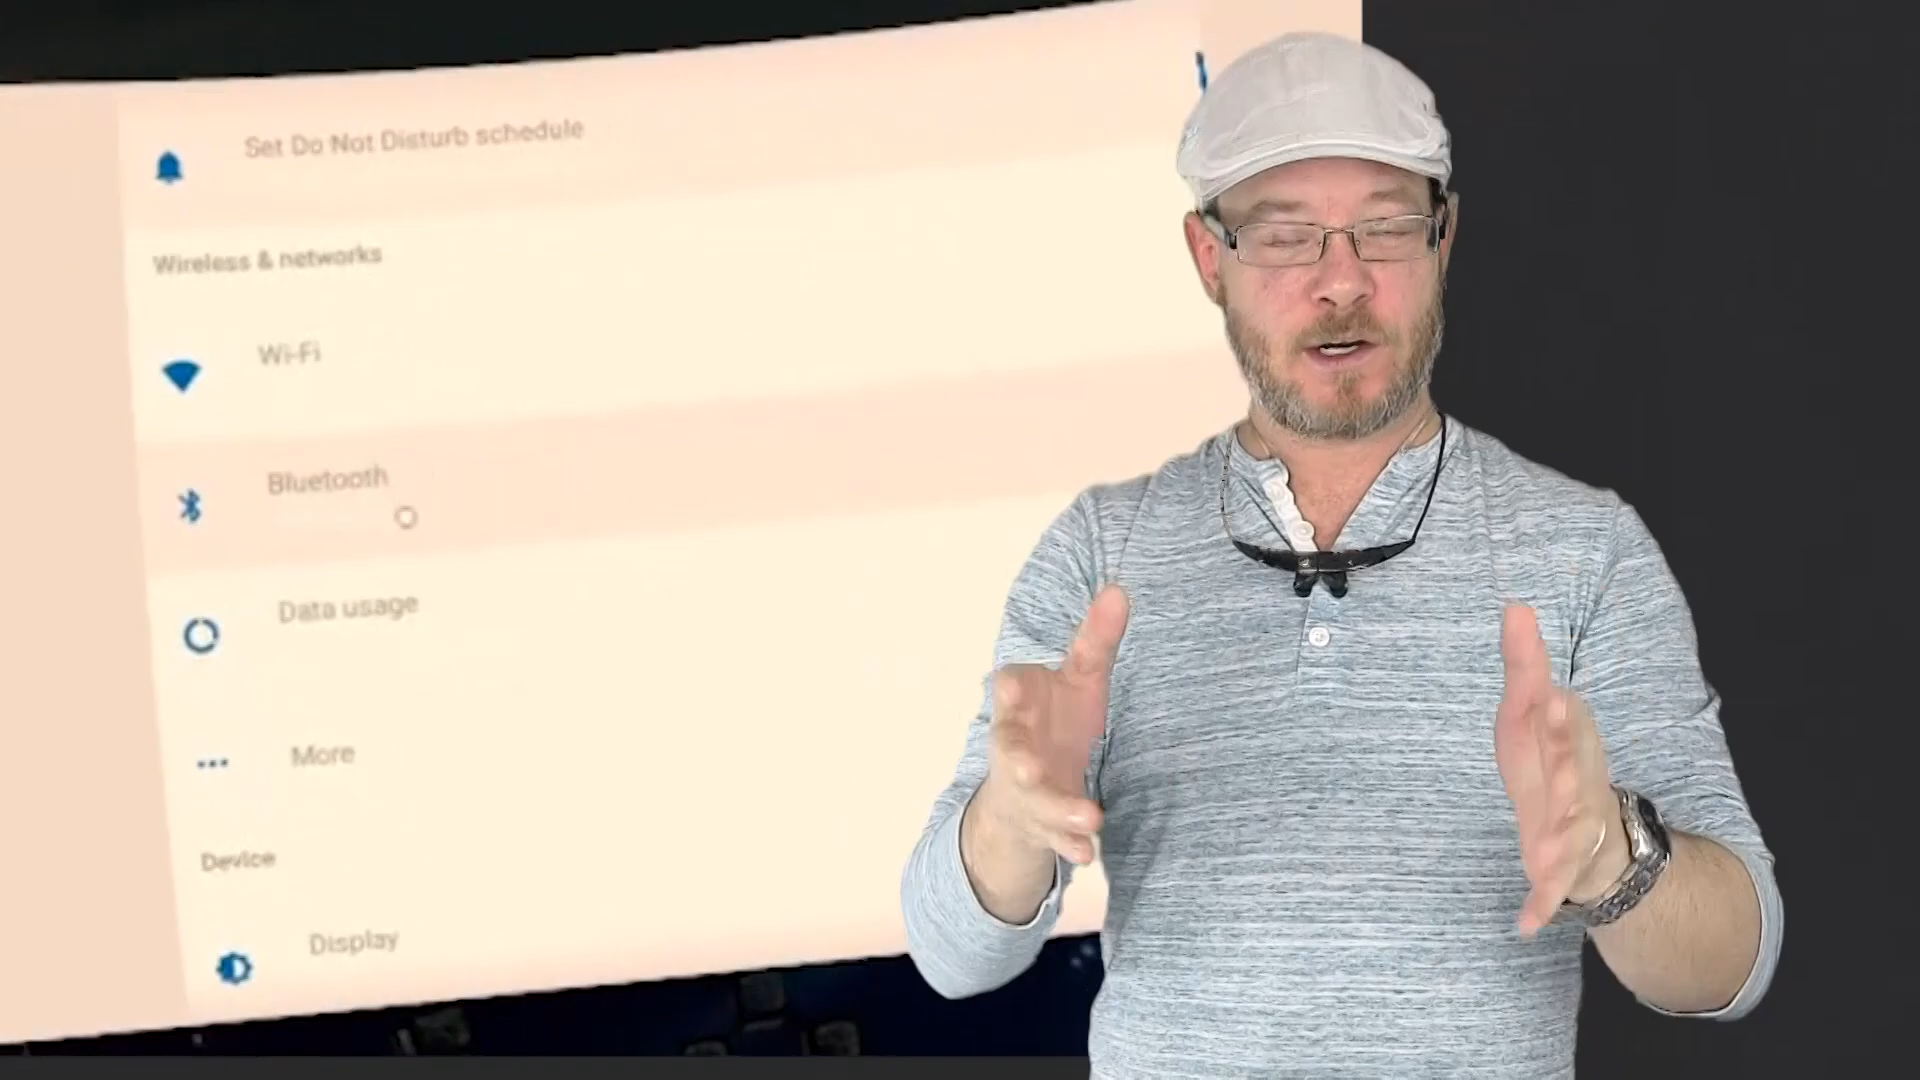 Set Do Not Disturb schedule
Wireless & networks
Wi-Fi
Bluetooth
Data usage
More
Device
Display